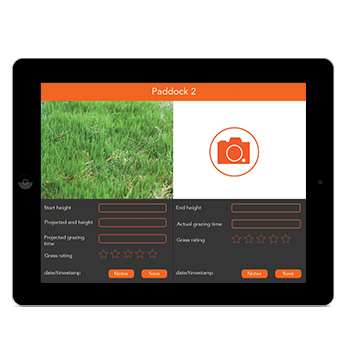 Paddock 2
Start height
Projected end height
Projected grazing
time
Grass rating
date/timestamp
Notes
Save
End height
Actual grazing time
Grass rating
date/timestamp
Notes
Save